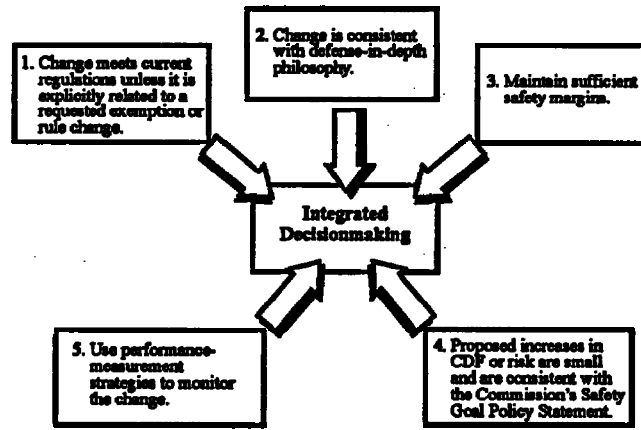 1. Change meets current
regulations unless it is
explicitly related to a
requested exemption or
rule change.
2. Change is consistent
with defense-in-depth
philosophy.
3. Maintain sufficient
safety margins.
Integrated
Decisionmaking
5. Use performance-
measurement
strategies to monitor
the change.
4. Proposed increases in
CDF or risk are small
and are consistent with
the Commission's Safety
Goal Policy Statement.